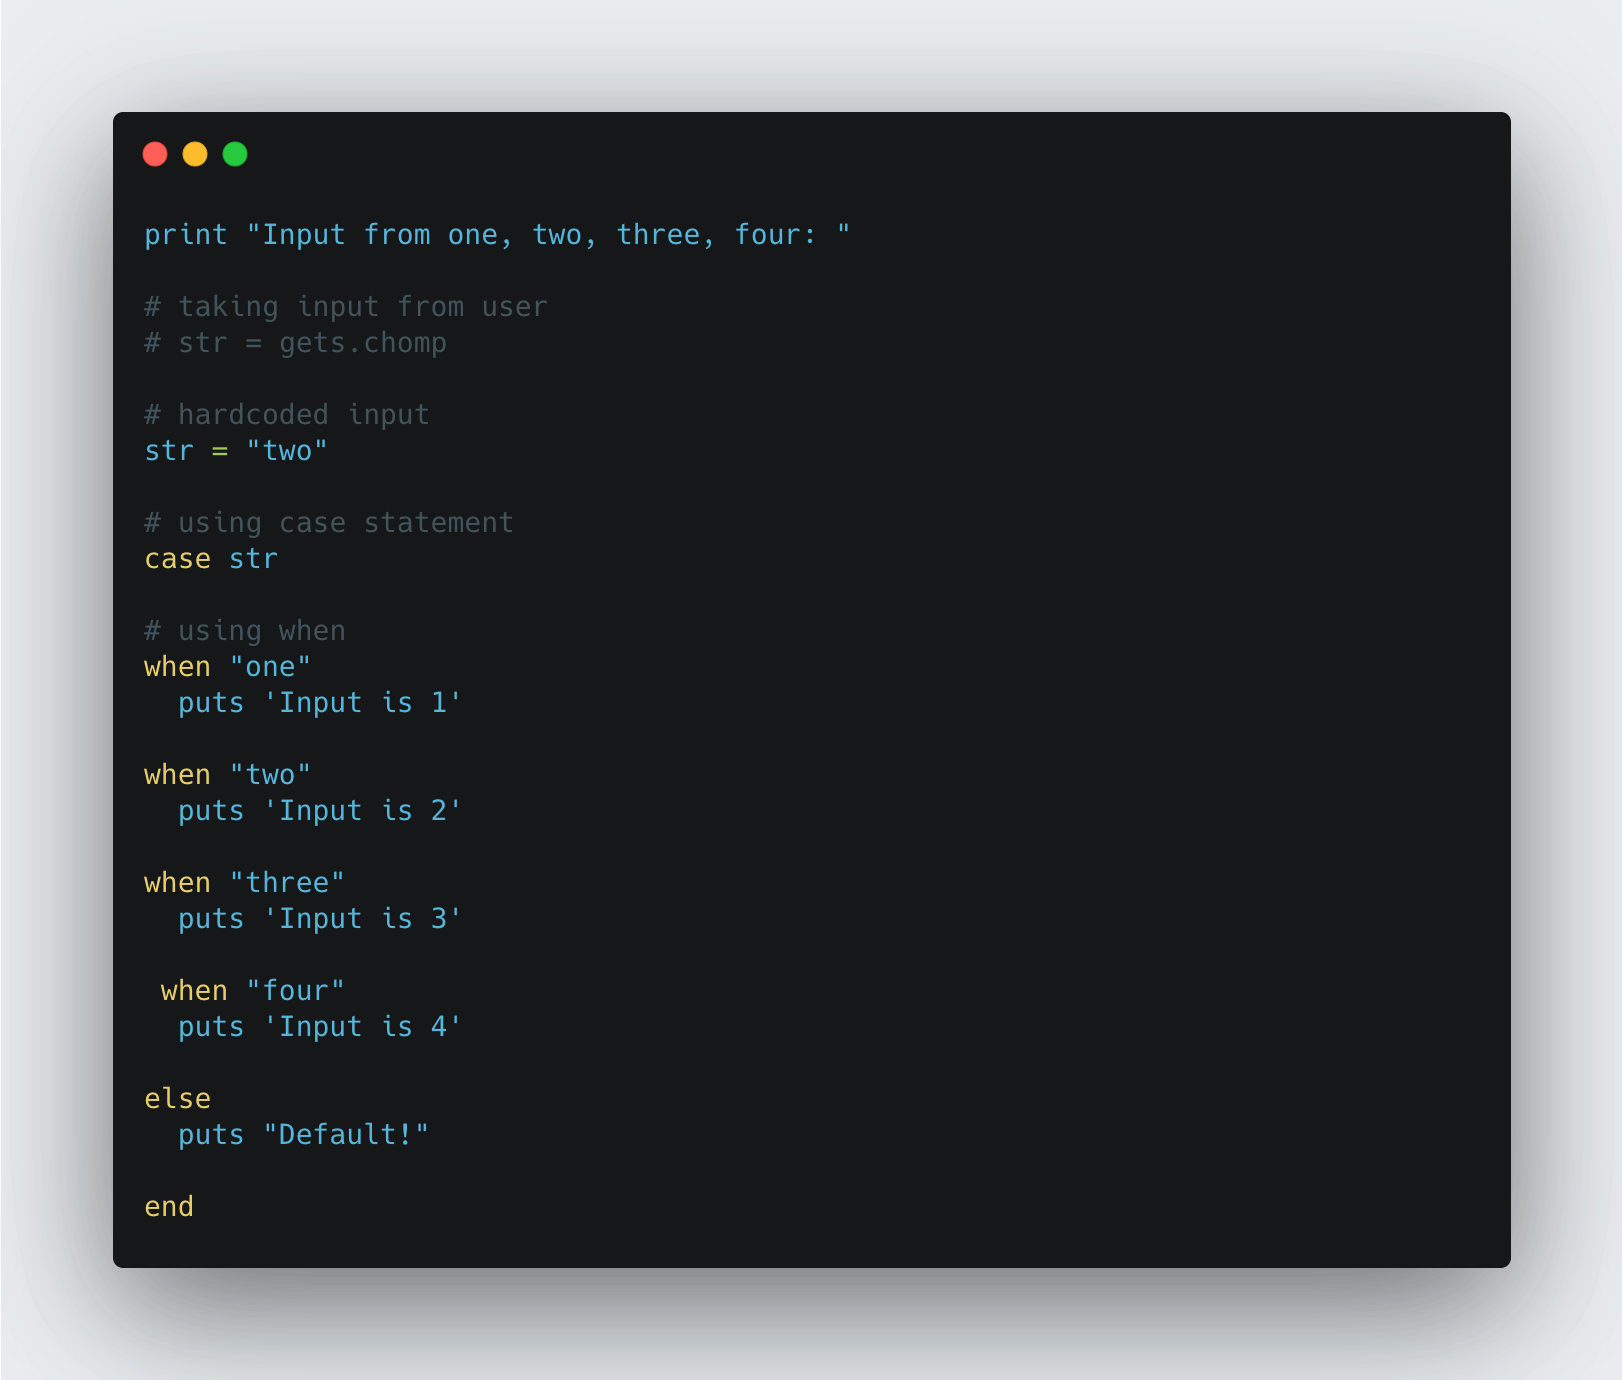 print "Input from one, two, three, four: "

# taking input from user
# str = gets.chomp

# hardcoded input
str = "two"

# using case statement
case str

# using when
when "one"
  puts 'Input is 1'

when "two"
  puts 'Input is 2'

when "three"
  puts 'Input is 3'

 when "four"
  puts 'Input is 4'

else
  puts "Default!"

end